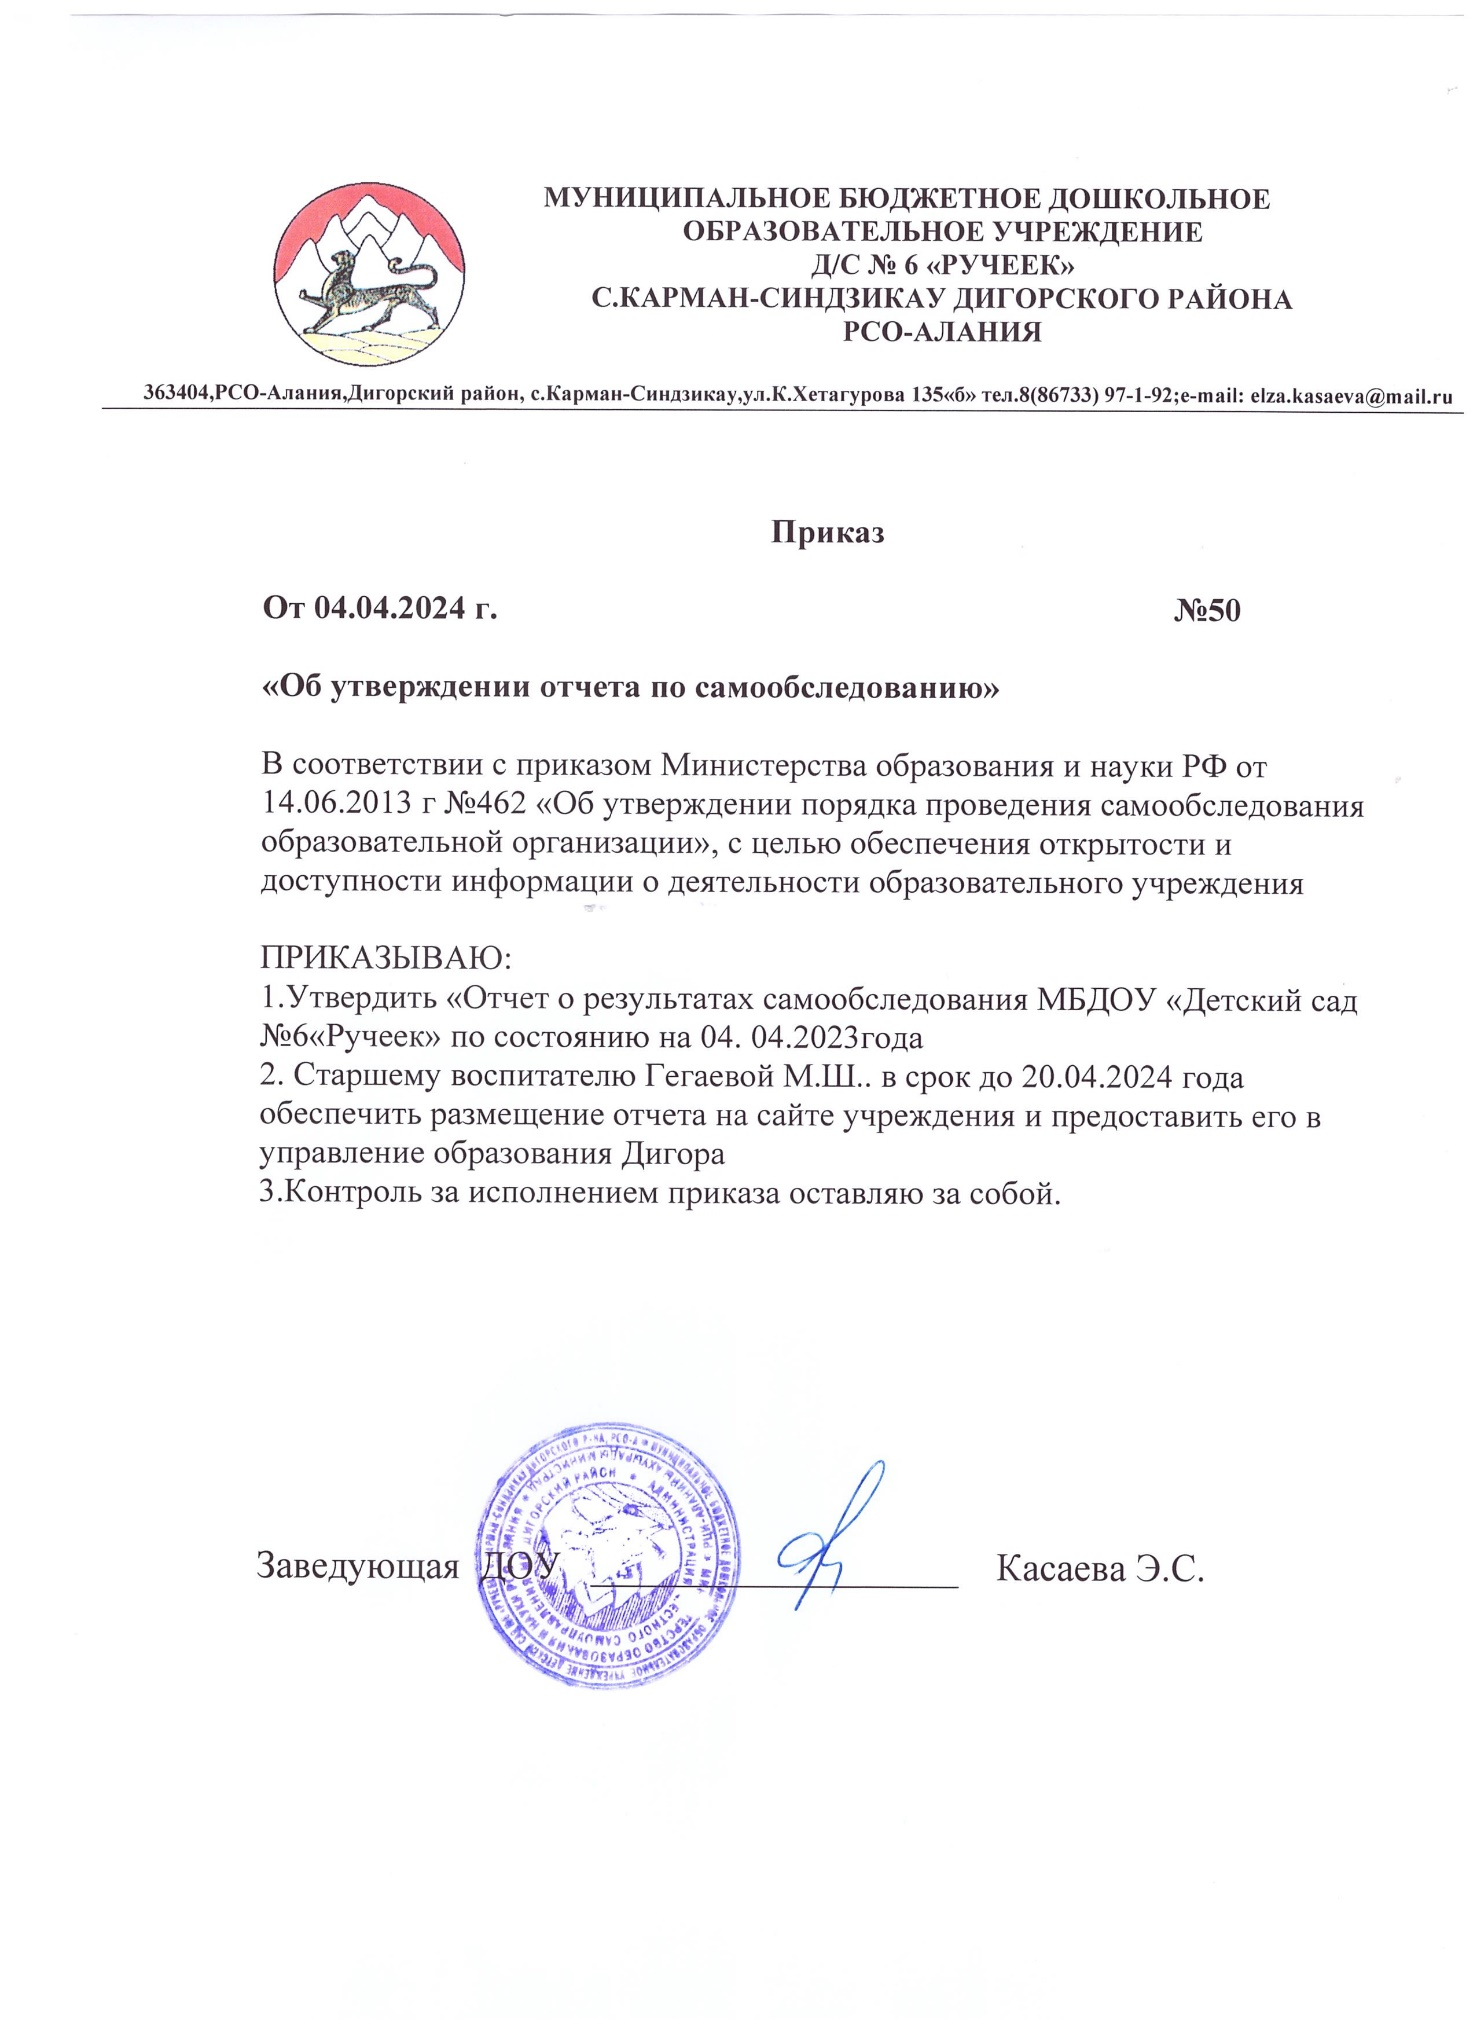 МУНИЦИПАЛЬНОЕ БЮДЖЕТНОЕ ДОШКОЛЬНОЕ
ОБРАЗОВАТЕЛЬНОЕ УЧРЕЖДЕНИЕ
Д/С № 6 «РУЧЕЕК»
С.КАРМАН-СИНДЗИКАУ ДИГОРСКОГО РАЙОНА
РСО-АЛАНИЯ
363404,РСО-Алания,Дигорский район, с.Карман-Синдзикау,ул.К.Хетагурова 135«б» тел.8(86733) 97-1-92;e-mail: elza.kasaeva@mail.ru
Приказ
От 04.04.2024 г. №50
«Об утверждении отчета по самообследованию»
В соответствии с приказом Министерства образования и науки РФ от
14.06.2013 г №462 «Об утверждении порядка проведения самообследования
образовательной организации», с целью обеспечения открытости и
доступности информации о деятельности образовательного учреждения
ПРИКАЗЫВАЮ:
1.Утвердить «Отчет о результатах самообследования МБДОУ «Детский сад
№6«Ручеек» по состоянию на 04. 04.2023года
2. Старшему воспитателю Гегаевой М.Ш.. в срок до 20.04.2024 года
обеспечить размещение отчета на сайте учреждения и предоставить его в
управление образования Дигора
3.Контроль за исполнением приказа оставляю за собой.
Заведующая ДОУ Касаева Э.С.
ДИГОРСКИЙ РАЙОН * АДМИНИСТРАЦИЯ МЕСТНОГО САМОУПРАВЛЕНИЯ